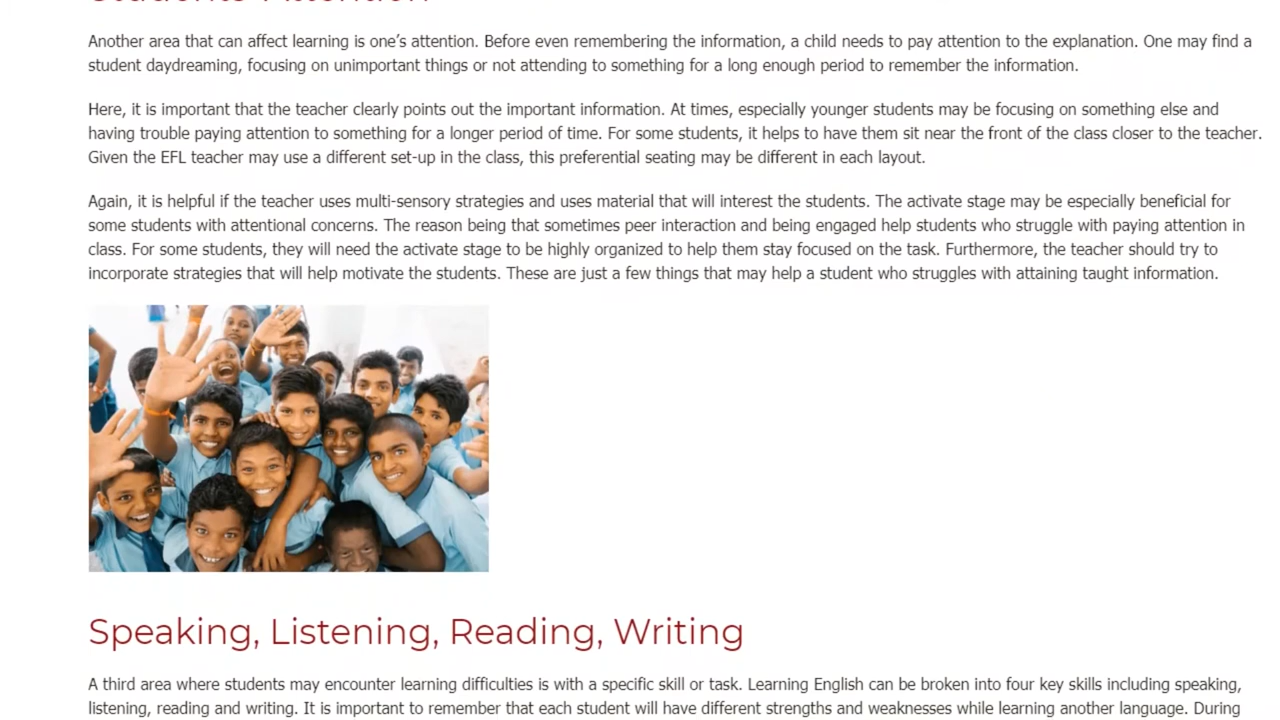 Students Attention
Another area that can affect learning is one’s attention. Before even remembering the information, a child needs to pay attention to the explanation. One may find a
student daydreaming, focusing on unimportant things or not attending to something for a long enough period to remember the information.
Here, it is important that the teacher clearly points out the important information. At times, especially younger students may be focusing on something else and
having trouble paying attention to something for a longer period of time. For some students, it helps to have them sit near the front of the class closer to the teacher.
Given the EFL teacher may use a different set-up in the class, this preferential seating may be different in each layout.
Again, it is helpful if the teacher uses multi-sensory strategies and uses material that will interest the students. The activate stage may be especially beneficial for
some students with attentional concerns. The reason being that sometimes peer interaction and being engaged help students who struggle with paying attention in
class. For some students, they will need the activate stage to be highly organized to help them stay focused on the task. Furthermore, the teacher should try to
incorporate strategies that will help motivate the students. These are just a few things that may help a student who struggles with attaining taught information.
Speaking, Listening, Reading, Writing
A third area where students may encounter learning difficulties is with a specific skill or task. Learning English can be broken into four key skills including speaking,
listening, reading and writing. It is important to remember that each student will have different strengths and weaknesses while learning another language. During